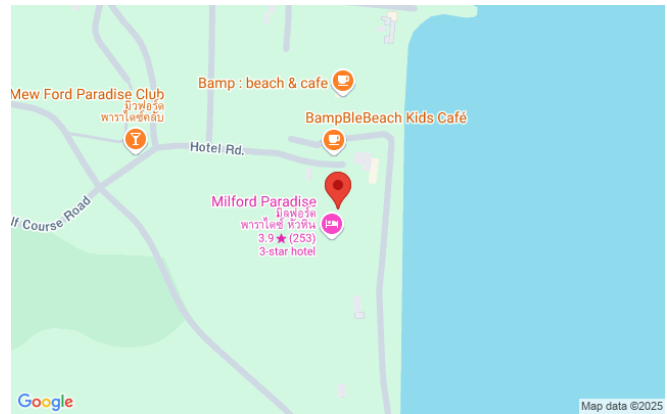 Bamp : beach & cafe
Mew Ford Paradise Club
มิวฟอร์ด
พาราไดซ์คลับ
BampBleBeach Kids Café
Hotel Rd.
lf Course Road
Milford Paradise
มิลฟอร์ด
พาราไดซ์ หัวหิน
3.9 ★ (253)
3-star hotel
Google
Map data ©2025